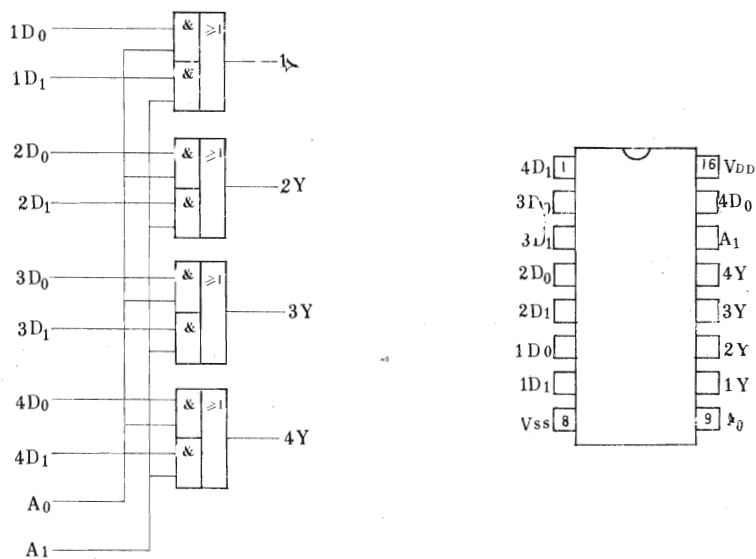 1D₀ & ≥1
& 1Y
1D₁
2D₀ & ≥1
& 2Y
2D₁
3D₀ & ≥1
& 3Y
3D₁
4D₀ & ≥1
& 4Y
4D₁
A₀
A₁
4D₁ 1 16 VDD
3D₀ 4D₀
3D₁ A₁
2D₀ 4Y
2D₁ 3Y
1D₀ 2Y
1D₁ 1Y
Vss 8 9 A₀